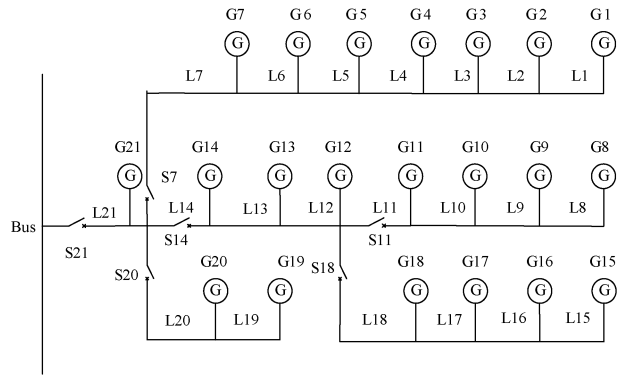 G7 G6 G5 G4 G3 G2 G1
G G G G G G G
L7 L6 L5 L4 L3 L2 L1
G21 G14 G13 G12 G11 G10 G9 G8
S7
G G G G G G G G
L21 L14 L13 L12 L11 L10 L9 L8
Bus
S21 S14 S11
S20 G20 G19 S18 G18 G17 G16 G15
G G G G G G
L20 L19 L18 L17 L16 L15